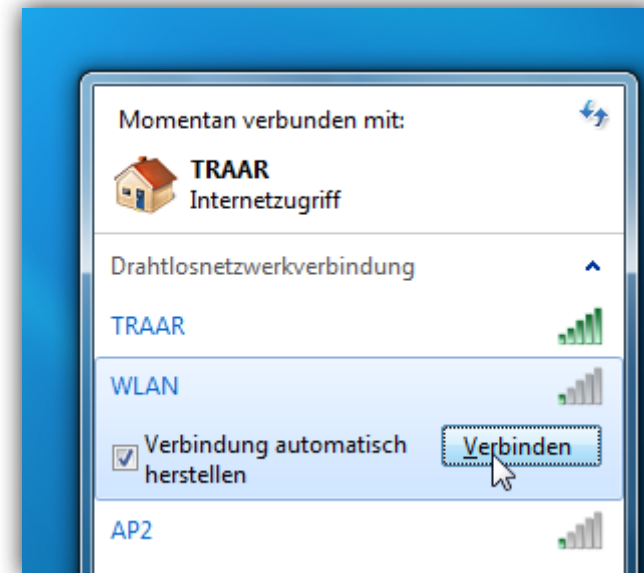 Momentan verbunden mit:
TRAAR
Internetzugriff
Drahtlosnetzwerkverbindung
TRAAR
WLAN
Verbindung automatisch
herstellen
Verbinden
AP2